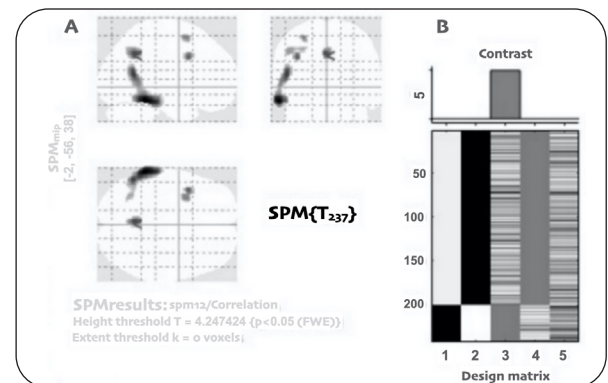 A
B
Contrast
5
SPMmip
[-2, -56, 38]
SPM{T237}
50
100
150
200
SPMresults: spm12/Correlation
Height threshold T = 4.247424 {p<0.05 (FWE)}
Extent threshold k = 0 voxels
1 2 3 4 5
Design matrix